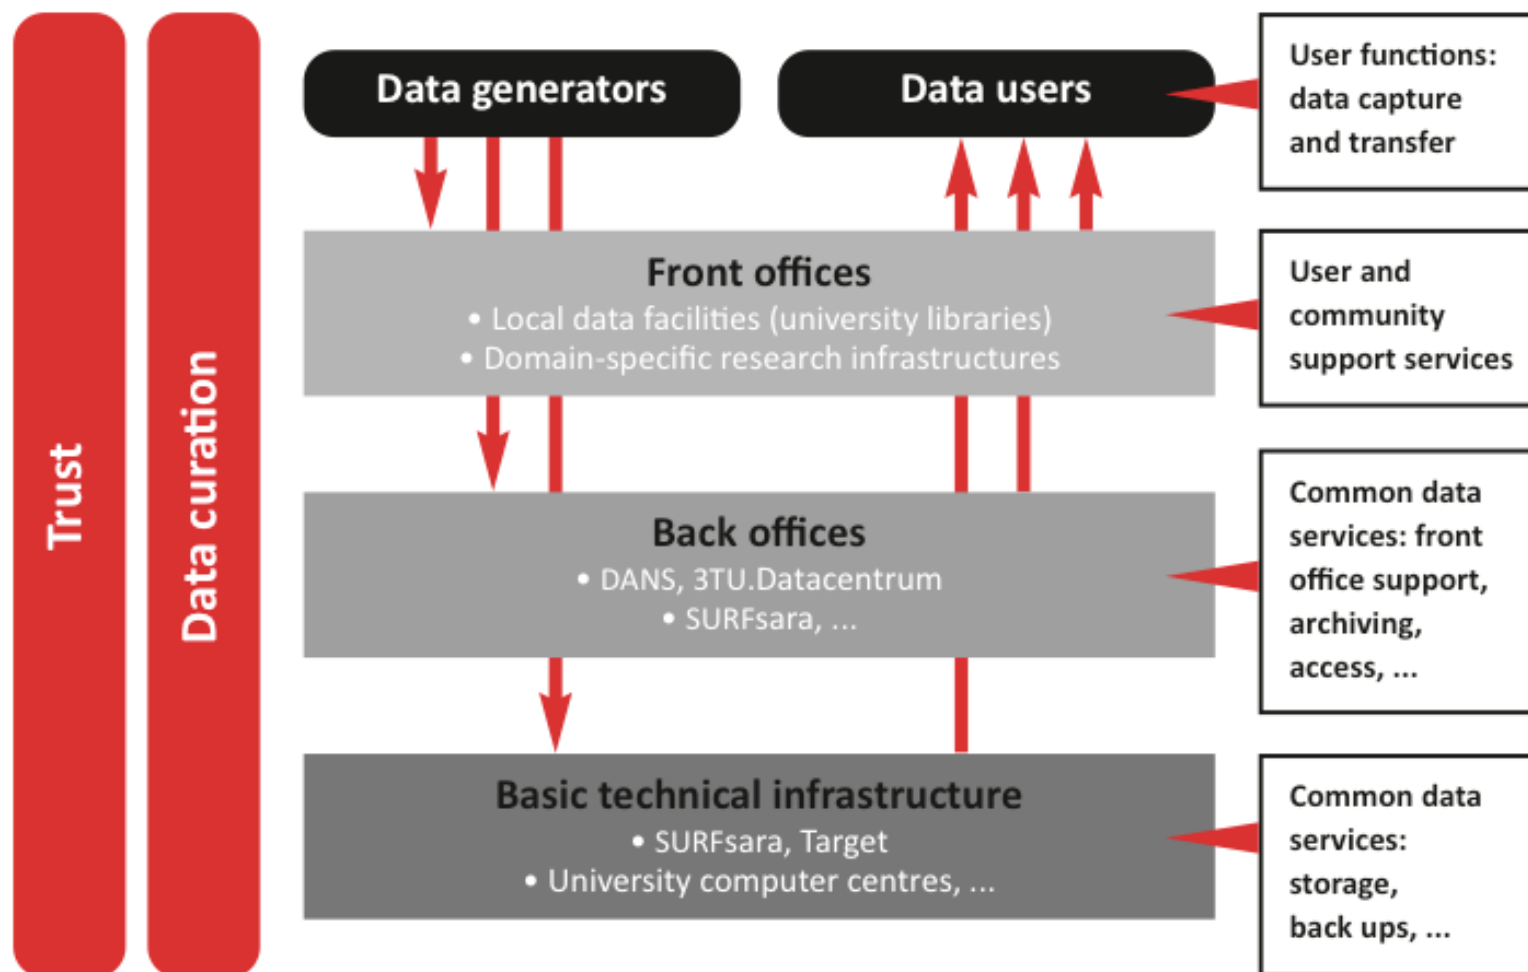 Trust
Data curation
Data generators
Data users
User functions:
data capture
and transfer
Front offices
• Local data facilities (university libraries)
• Domain-specific research infrastructures
User and
community
support services
Back offices
• DANS, 3TU.Datacentrum
• SURFsara, ...
Common data
services: front
office support,
archiving,
access, ...
Basic technical infrastructure
• SURFsara, Target
• University computer centres, ...
Common data
services:
storage,
back ups, ...